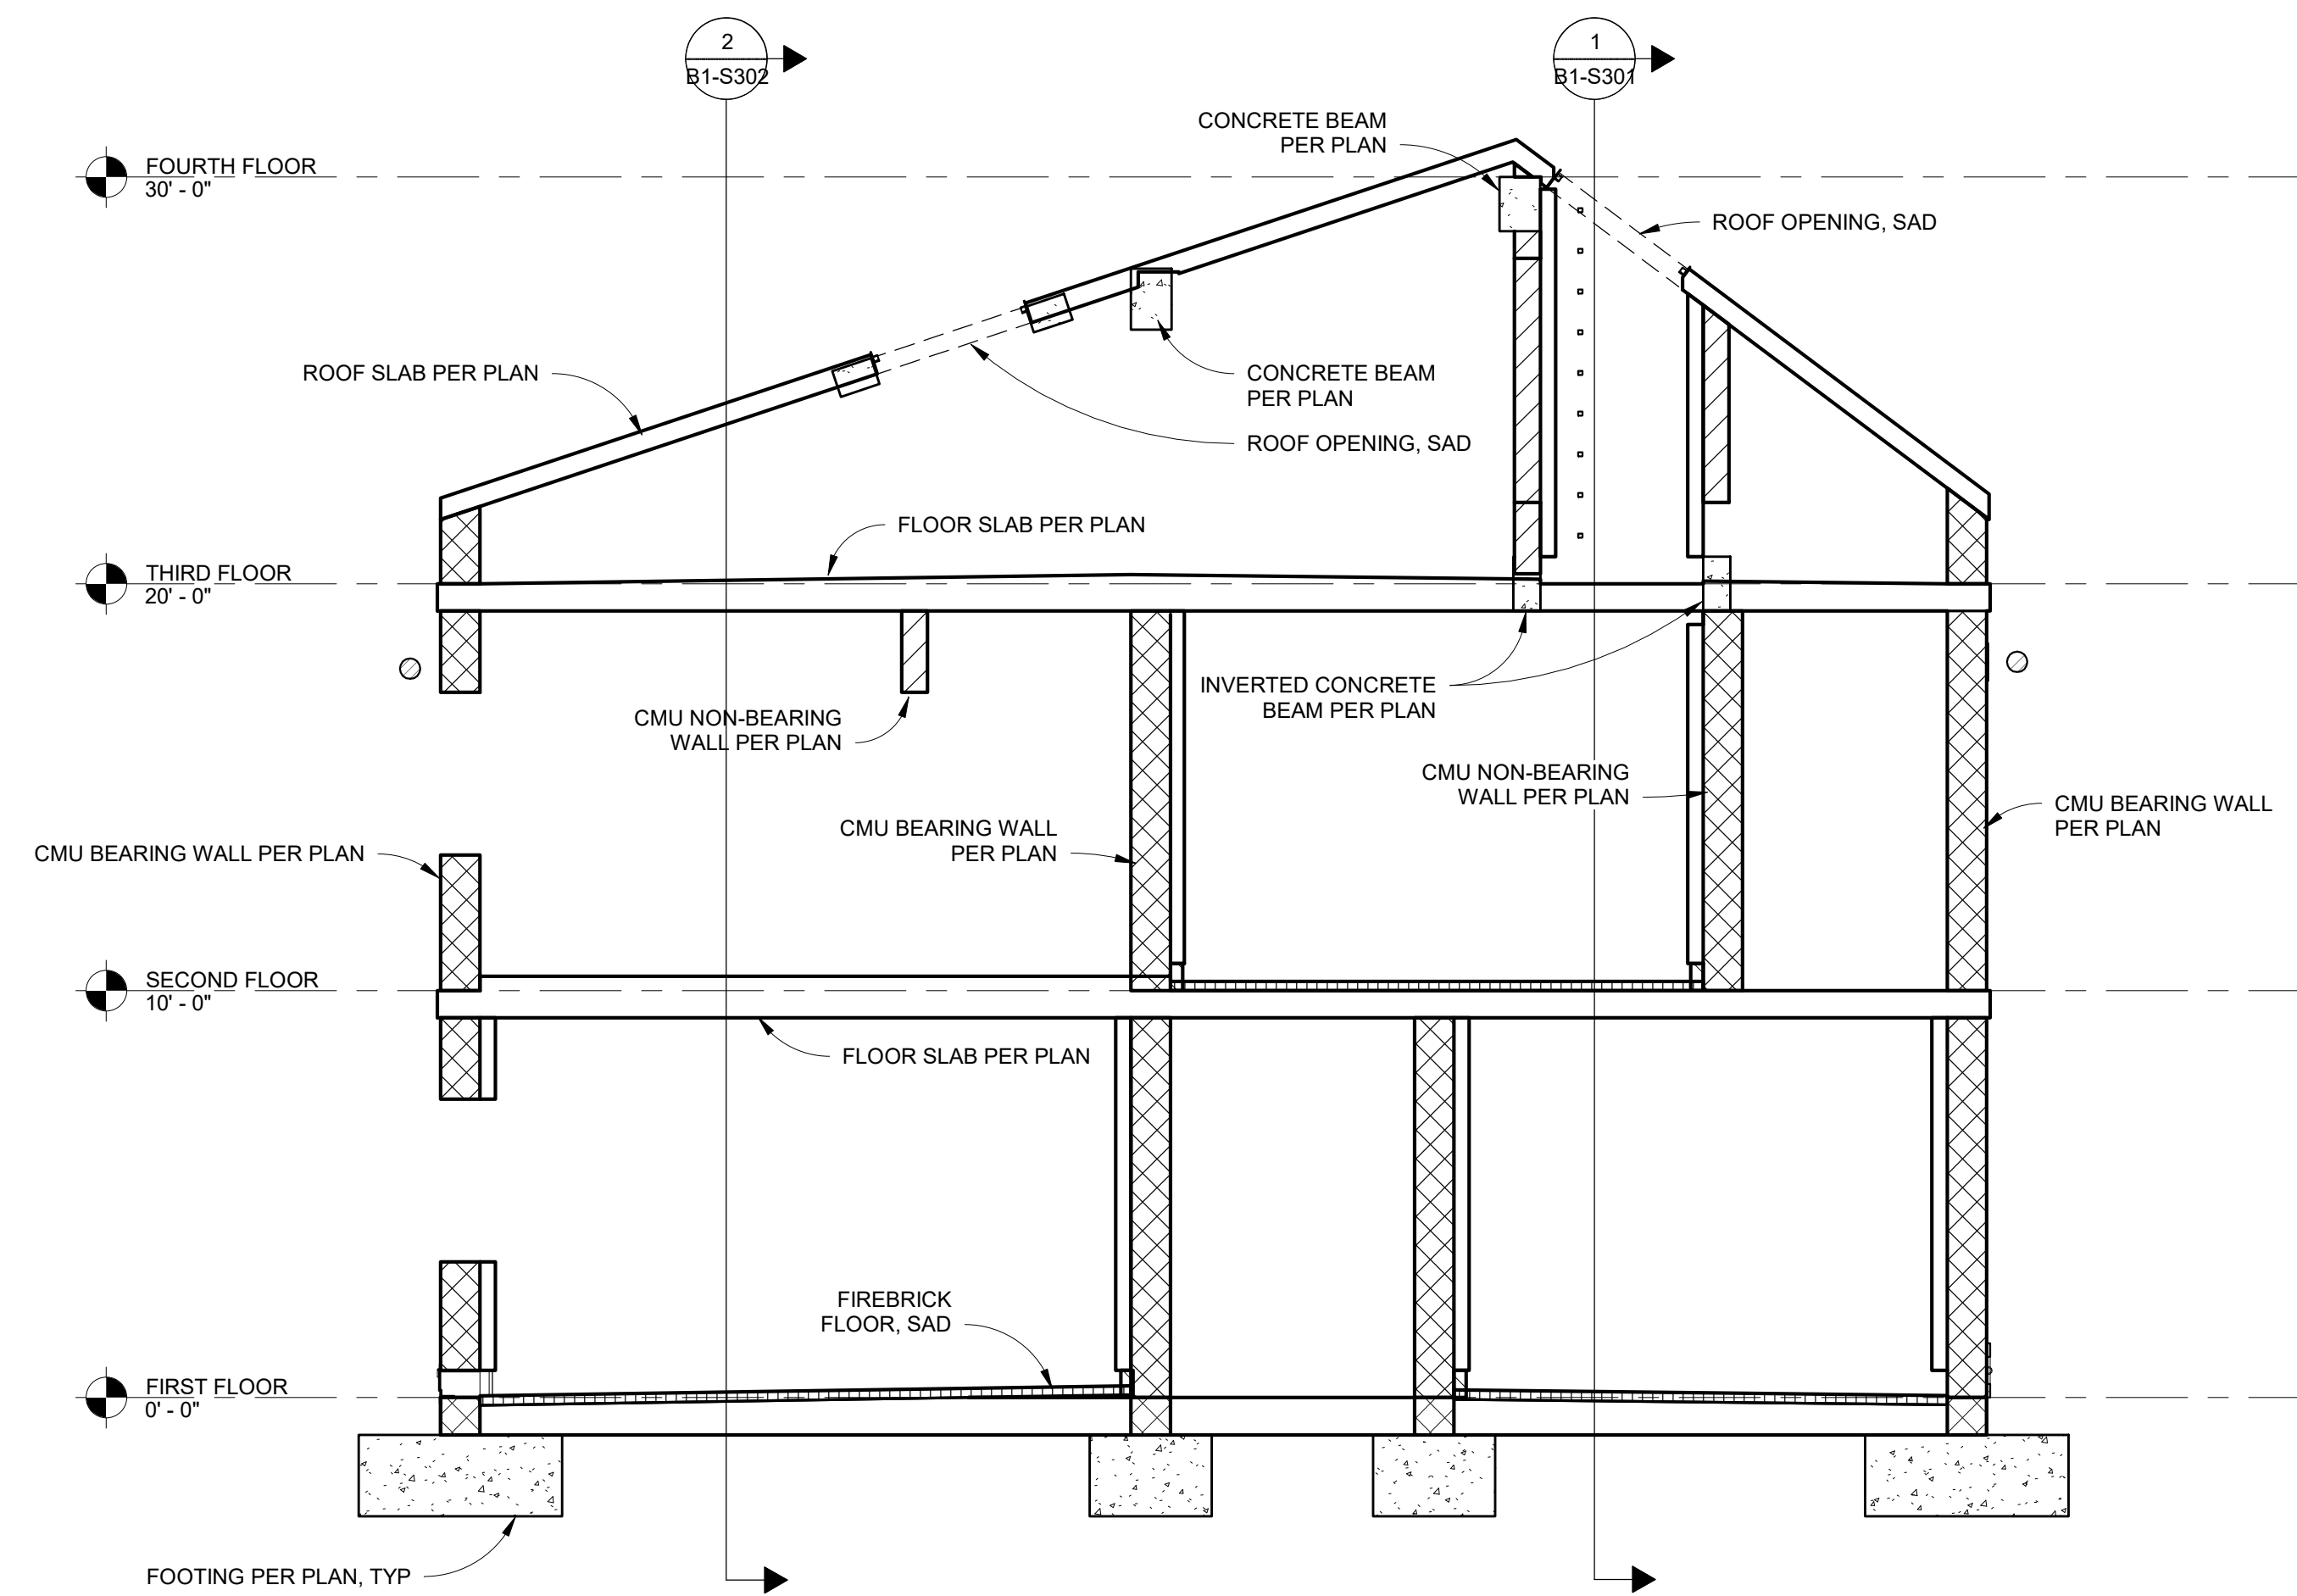 2
B1-S302
1
B1-S301
CONCRETE BEAM
PER PLAN
FOURTH FLOOR
30' - 0"
ROOF OPENING, SAD
ROOF SLAB PER PLAN
CONCRETE BEAM
PER PLAN
ROOF OPENING, SAD
FLOOR SLAB PER PLAN
THIRD FLOOR
20' - 0"
INVERTED CONCRETE
BEAM PER PLAN
CMU NON-BEARING
WALL PER PLAN
CMU NON-BEARING
WALL PER PLAN
CMU BEARING WALL
PER PLAN
CMU BEARING WALL
PER PLAN
CMU BEARING WALL PER PLAN
SECOND FLOOR
10' - 0"
FLOOR SLAB PER PLAN
FIREBRICK
FLOOR, SAD
FIRST FLOOR
0' - 0"
FOOTING PER PLAN, TYP